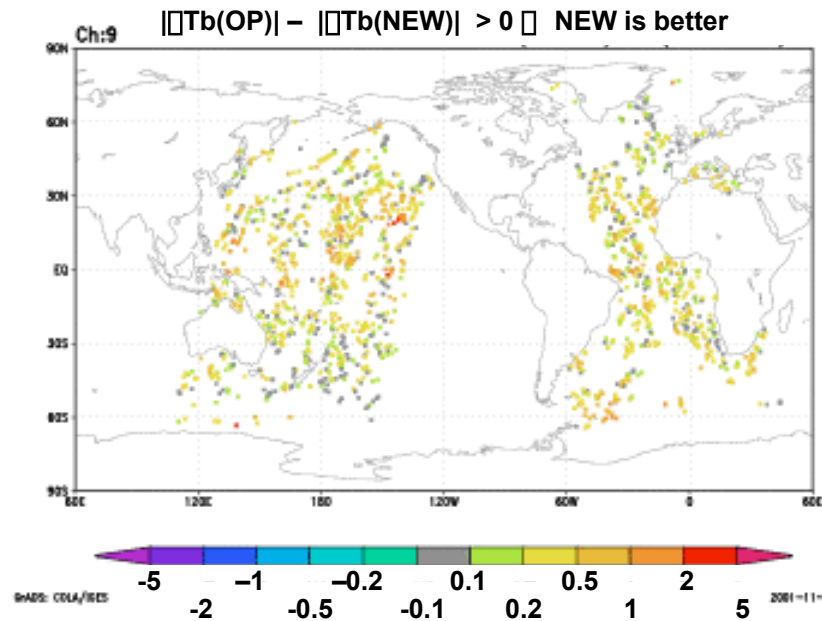 |▯Tb(OP)| – |▯Tb(NEW)| > 0 ▯ NEW is better
Ch:9
90N
60N
30N
EQ
30S
60S
90S
60E 120E 180 120W 60W 0 60E
-5 –1 –0.2 0.1 0.5 2
-2 -0.5 -0.1 0.2 1 5
GrADS: COLA/IGES
2001-11-